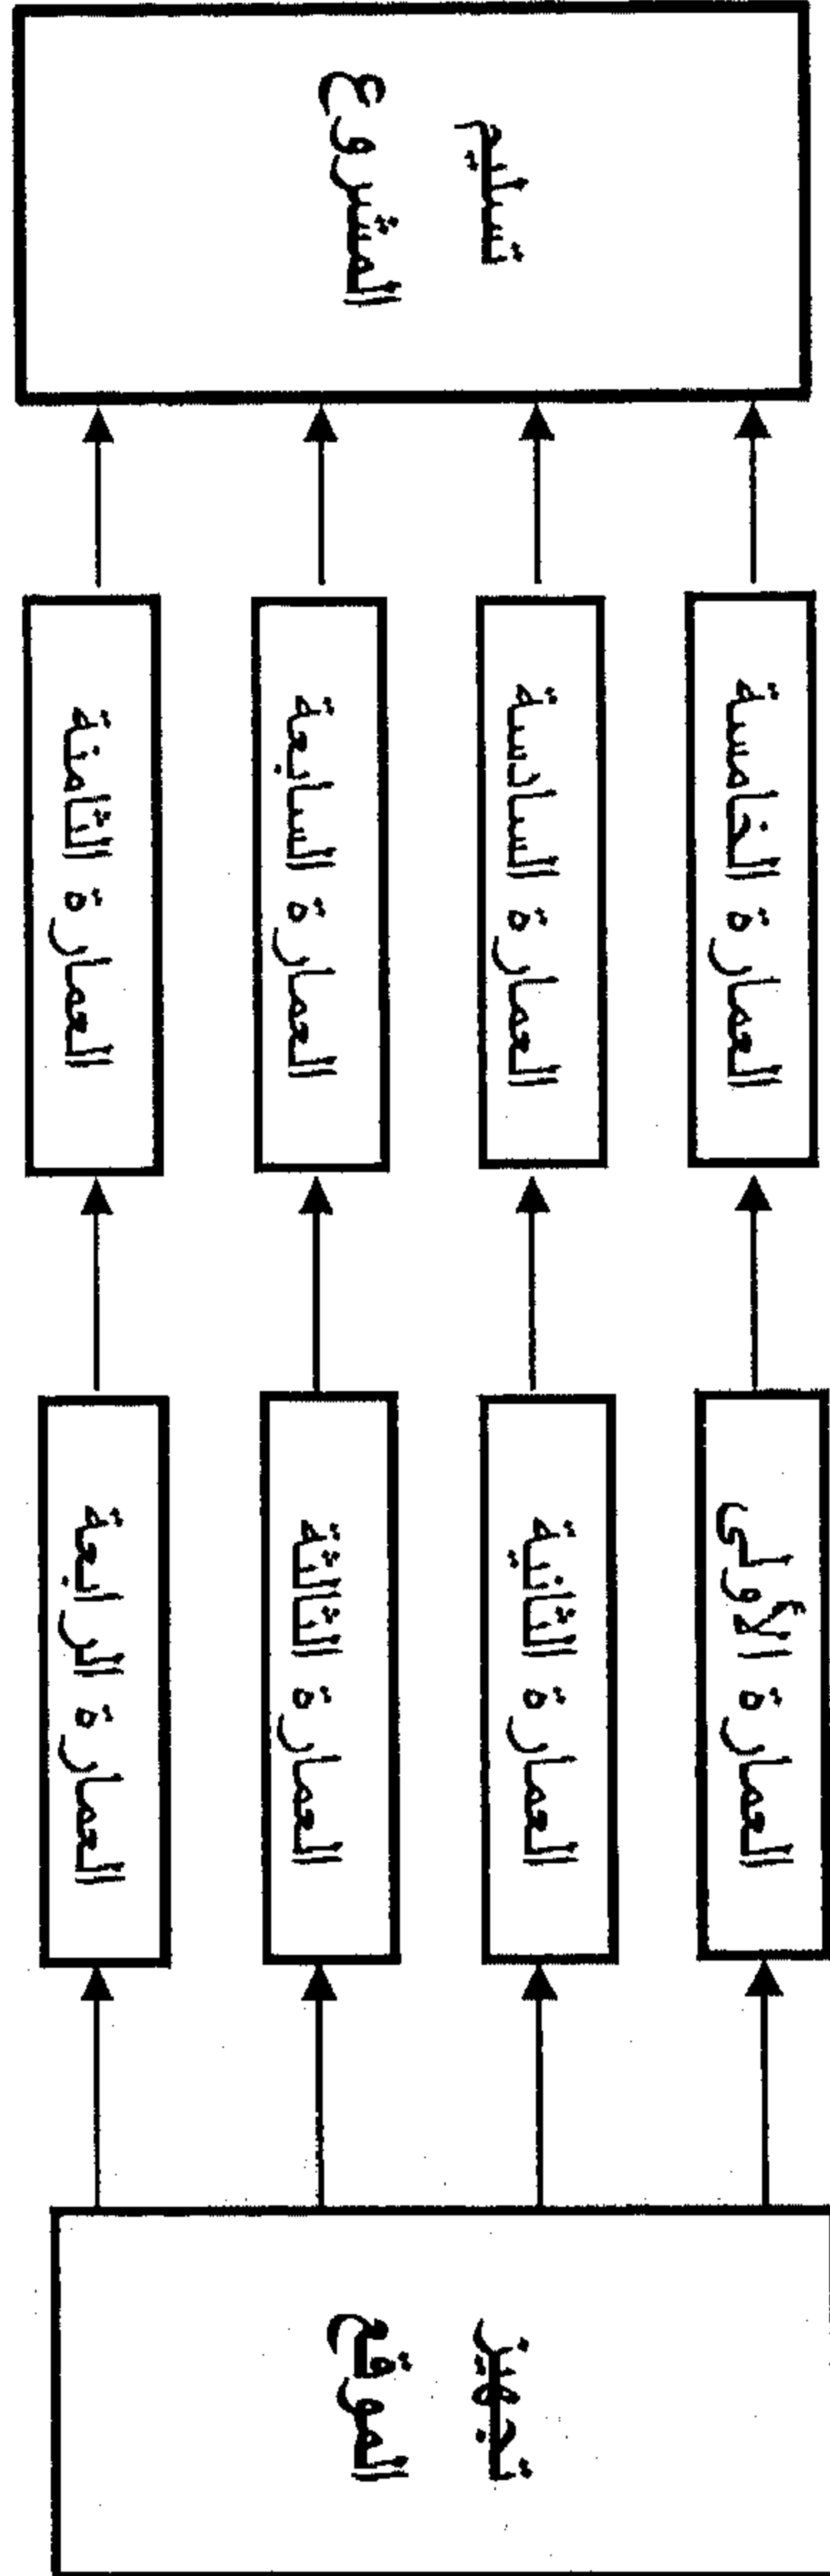 تجهيز
الموقع
العمارة الأولى
العمارة الثانية
العمارة الثالثة
العمارة الرابعة
العمارة الخامسة
العمارة السادسة
العمارة السابعة
العمارة الثامنة
تسليم
المشروع